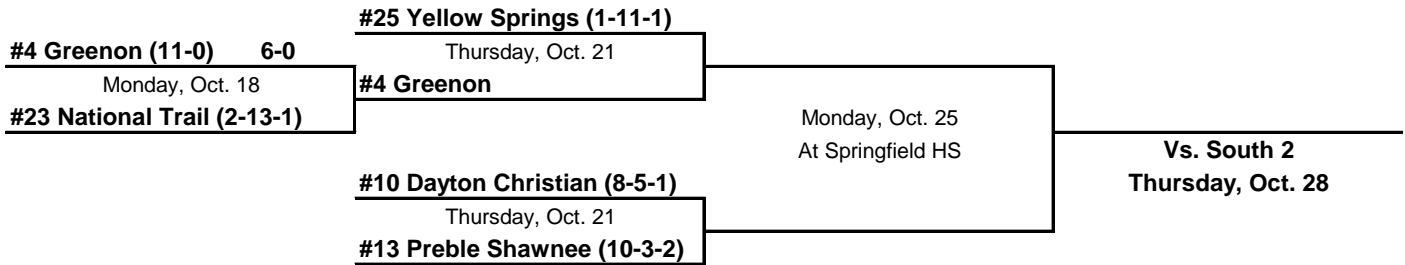 #25 Yellow Springs (1-11-1)
#4 Greenon (11-0) 6-0
Thursday, Oct. 21
Monday, Oct. 18
#4 Greenon
#23 National Trail (2-13-1)
Monday, Oct. 25
At Springfield HS
Vs. South 2
#10 Dayton Christian (8-5-1)
Thursday, Oct. 28
Thursday, Oct. 21
#13 Preble Shawnee (10-3-2)